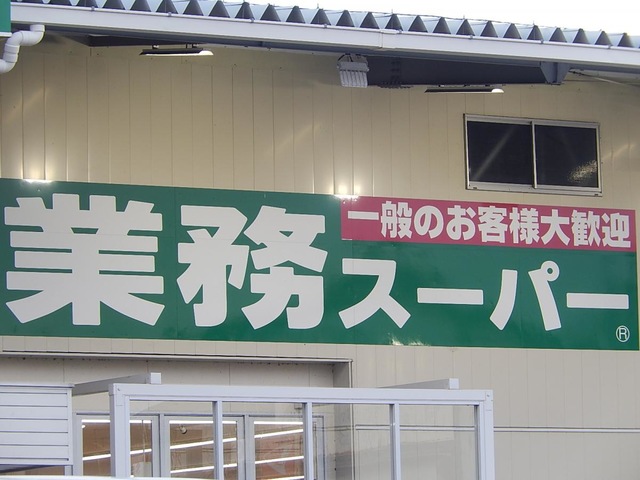 業務スーパー
一般のお客様大歓迎
®